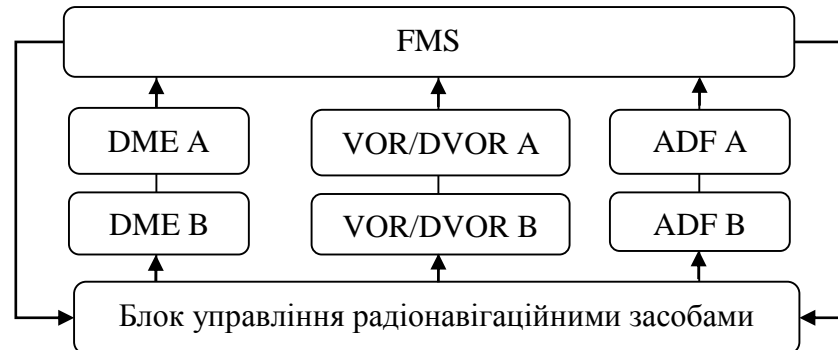 FMS
DME A
VOR/DVOR A
ADF A
DME B
VOR/DVOR B
ADF B
Блок управління радіонавігаційними засобами